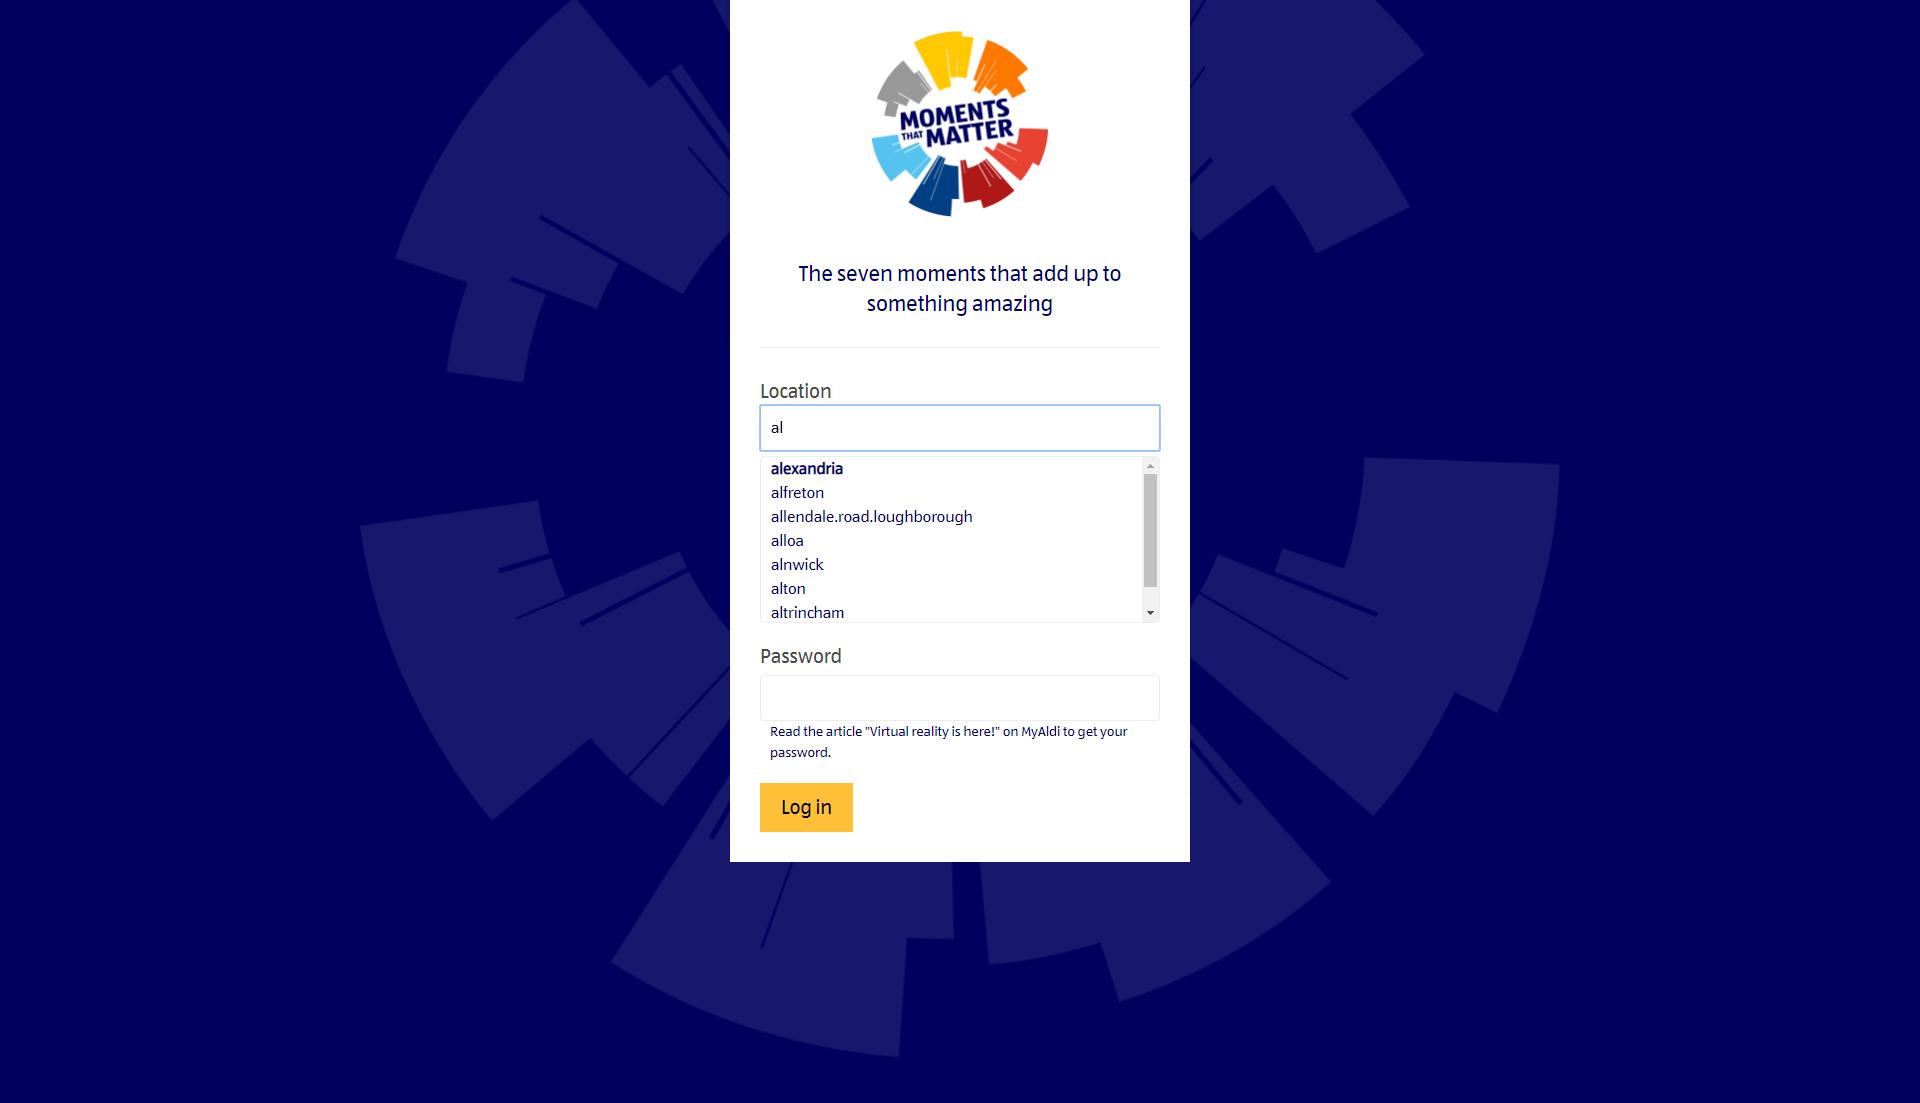 MOMENTS
THAT MATTER
The seven moments that add up to
something amazing
Location
al
alexandria
alfreton
allendale.road.loughborough
alloa
alnwick
alton
altrincham
Password
Read the article "Virtual reality is here!" on MyAldi to get your
password.
Log in